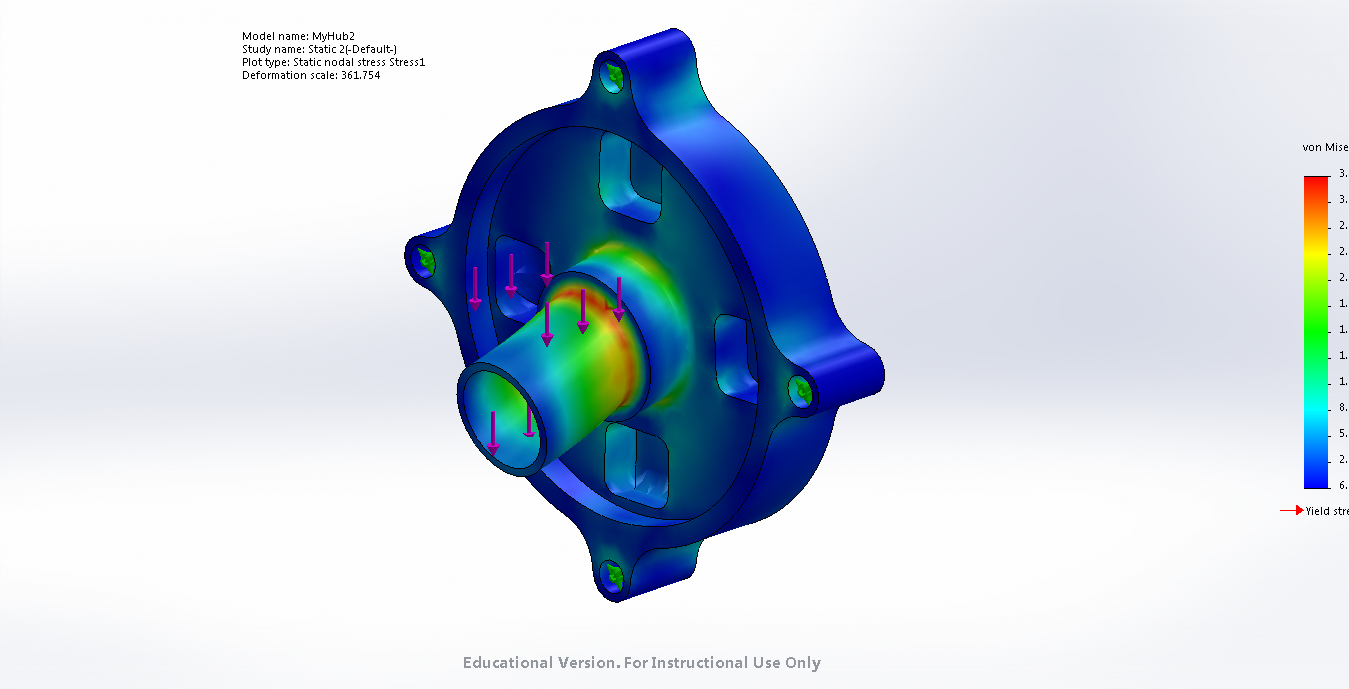 Model name: MyHub2
Study name: Static 2(-Default-)
Plot type: Static nodal stress Stress1
Deformation scale: 361.754
von Mise
3.
3.
2.
2.
2.
1.
1.
1.
8.
5.
2.
6.
Yield stre
Educational Version. For Instructional Use Only